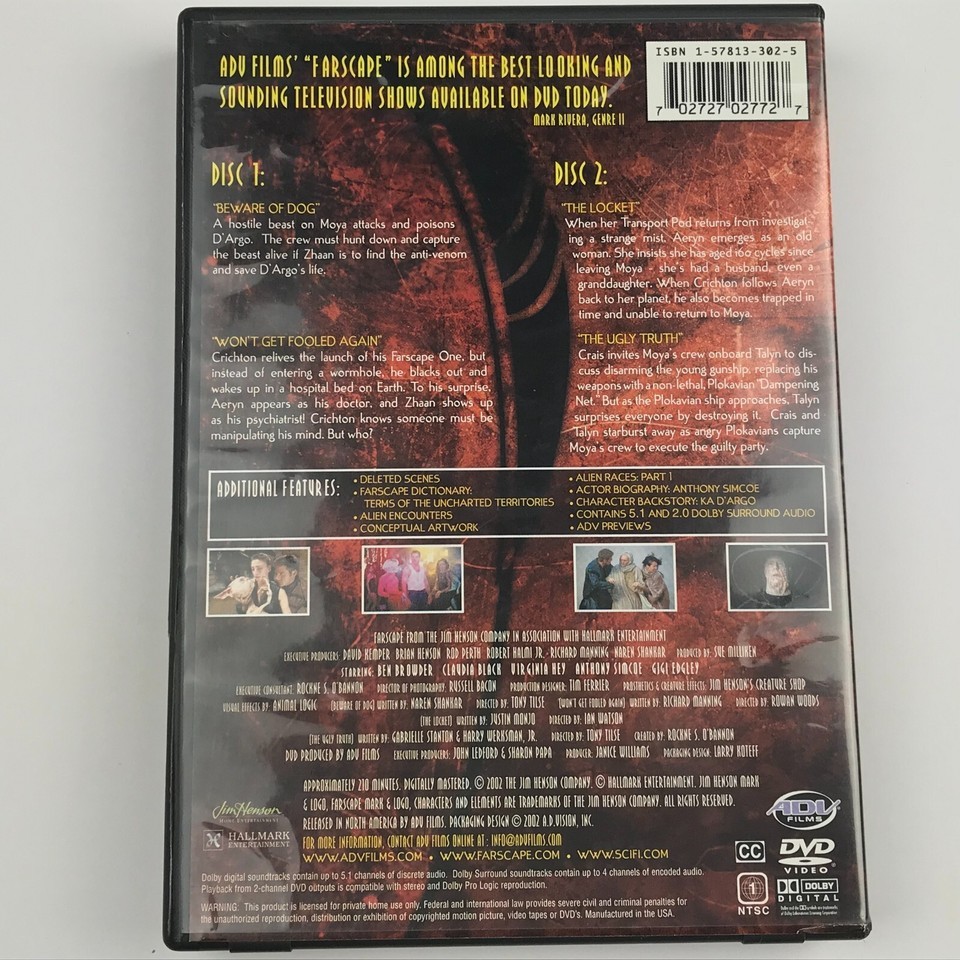 ADV FILMS' "FARSCAPE" IS AMONG THE BEST LOOKING AND
SOUNDING TELEVISION SHOWS AVAILABLE ON DVD TODAY.
MARK RIVERA, GENRE II
ISBN 1-57813-302-5
7 02727 02772 7
DISC 1:
"BEWARE OF DOG"
A hostile beast on Moya attacks and poisons
D'Argo. The crew must hunt down and capture
the beast alive if Zhaan is to find the anti-venom
and save D'Argo's life.
"WON'T GET FOOLED AGAIN"
Crichton relives the launch of his Farscape One, but
instead of entering a wormhole, he blacks out and
wakes up in a hospital bed on Earth. To his surprise,
Aeryn appears as his doctor, and Zhaan shows up
as his psychiatrist! Crichton knows someone must be
manipulating his mind. But who?
DISC 2:
"THE LOCKET"
When her Transport Pod returns from investigat-
ing a strange mist, Aeryn emerges as an old
woman. She insists she has aged 160 cycles since
leaving Moya - she's had a husband, even a
granddaughter. When Crichton follows Aeryn
back to her planet, he also becomes trapped in
time and unable to return to Moya.
"THE UGLY TRUTH"
Crais invites Moya's crew onboard Talyn to dis-
cuss disarming the young gunship, replacing his
weapons with a non-lethal, Plokavian "Dampening
Net." But as the Plokavian ship approaches, Talyn
surprises everyone by destroying it. Crais and
Talyn starburst away as angry Plokavians capture
Moya's crew to execute the guilty party.
ADDITIONAL FEATURES:
• DELETED SCENES
• FARSCAPE DICTIONARY:
TERMS OF THE UNCHARTED TERRITORIES
• ALIEN ENCOUNTERS
• CONCEPTUAL ARTWORK
• ALIEN RACES: PART 1
• ACTOR BIOGRAPHY: ANTHONY SIMCOE
• CHARACTER BACKSTORY: KA D'ARGO
• CONTAINS 5.1 AND 2.0 DOLBY SURROUND AUDIO
• ADV PREVIEWS
FARSCAPE FROM THE JIM HENSON COMPANY IN ASSOCIATION WITH HALLMARK ENTERTAINMENT
EXECUTIVE PRODUCERS: DAVID KEMPER BRIAN HENSON ROD PERTH ROBERT HALMI JR. RICHARD MANNING NAREN SHANKAR PRODUCED BY: SUE MILLIKEN
STARRING: BEN BROWDER CLAUDIA BLACK VIRGINIA HEY ANTHONY SIMCOE GIGI EDGLEY
EXECUTIVE CONSULTANT: ROCKNE S. O'BANNON DIRECTOR OF PHOTOGRAPHY: RUSSELL BACON PRODUCTION DESIGNER: TIM FERRIER PROSTHETICS & CREATURE EFFECTS: JIM HENSON'S CREATURE SHOP
VISUAL EFFECTS BY: ANIMAL LOGIC (BEWARE OF DOG) WRITTEN BY: NAREN SHANKAR DIRECTED BY: TONY TILSE (WON'T GET FOOLED AGAIN) WRITTEN BY: RICHARD MANNING DIRECTED BY: ROWAN WOODS
(THE LOCKET) WRITTEN BY: JUSTIN MONJO DIRECTED BY: IAN WATSON
(THE UGLY TRUTH) WRITTEN BY: GABRIELLE STANTON & HARRY WERKSMAN, JR. DIRECTED BY: TONY TILSE CREATED BY: ROCKNE S. O'BANNON
DVD PRODUCED BY ADV FILMS EXECUTIVE PRODUCERS: JOHN LEDFORD & SHARON PAPA PRODUCER: JANICE WILLIAMS PACKAGING DESIGN: LARRY KOTEFF
APPROXIMATELY 210 MINUTES. DIGITALLY MASTERED. © 2002 THE JIM HENSON COMPANY. © HALLMARK ENTERTAINMENT. JIM HENSON MARK
& LOGO, FARSCAPE MARK & LOGO, CHARACTERS AND ELEMENTS ARE TRADEMARKS OF THE JIM HENSON COMPANY. ALL RIGHTS RESERVED.
RELEASED IN NORTH AMERICA BY ADV FILMS. PACKAGING DESIGN © 2002 A.D.VISION, INC.
FOR MORE INFORMATION, CONTACT ADV FILMS ONLINE AT: INFO@ADVFILMS.COM
WWW.ADVFILMS.COM • WWW.FARSCAPE.COM • WWW.SCIFI.COM
Jim Henson
HOME ENTERTAINMENT
HALLMARK
ENTERTAINMENT
ADV
FILMS
CC
DVD
VIDEO
1
NTSC
DOLBY
DIGITAL
Dolby digital soundtracks contain up to 5.1 channels of discrete audio. Dolby Surround soundtracks contain up to 4 channels of encoded audio.
Playback from 2-channel DVD outputs is compatible with stereo and Dolby Pro Logic reproduction.
WARNING: This product is licensed for private home use only. Federal and international law provides severe civil and criminal penalties for
the unauthorized reproduction, distribution or exhibition of copyrighted motion picture, video tapes or DVD's. Manufactured in the USA.